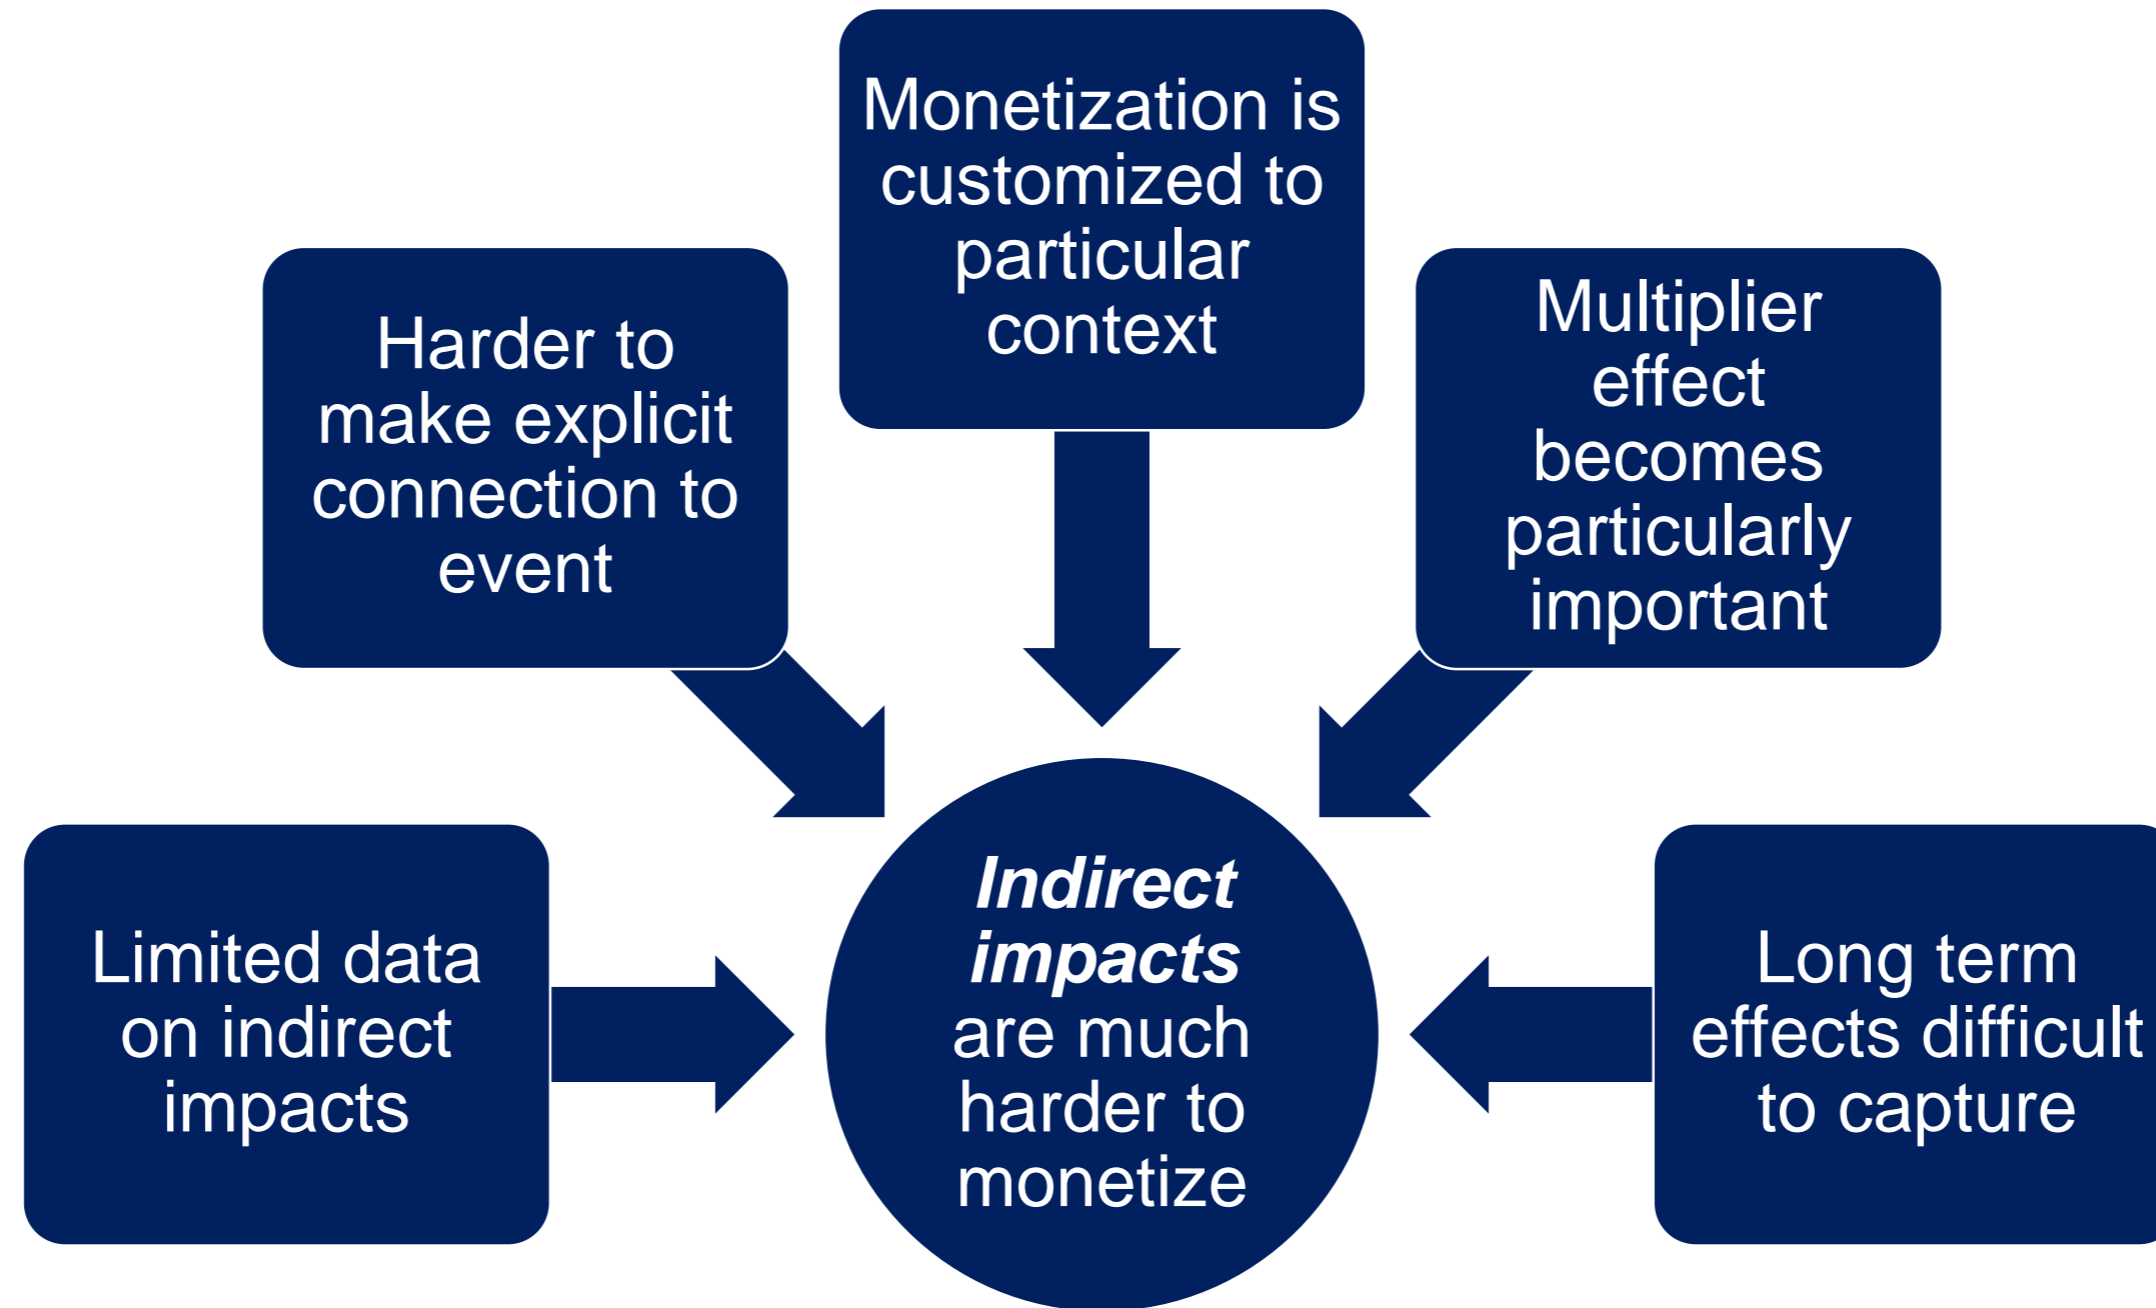 Monetization is
customized to
particular
context
Harder to
make explicit
connection to
event
Multiplier
effect
becomes
particularly
important
Limited data
on indirect
impacts
Indirect
impacts
are much
harder to
monetize
Long term
effects difficult
to capture